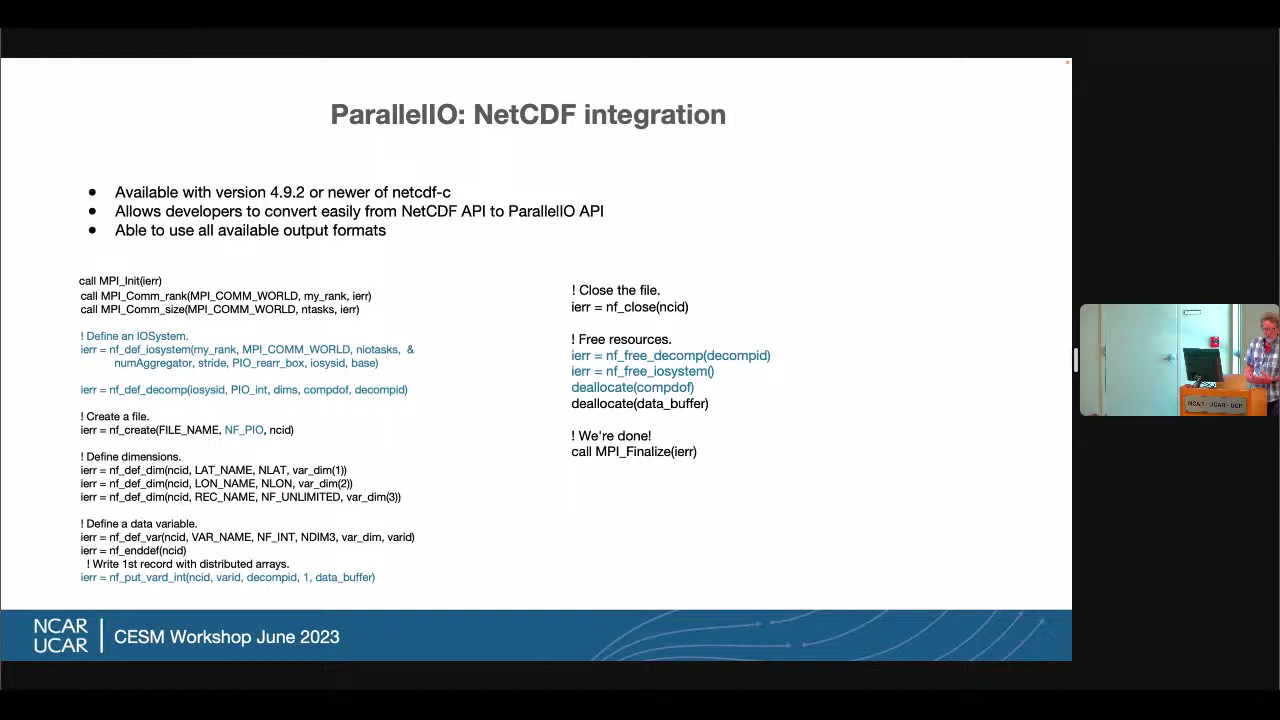 ParallelIO: NetCDF integration
● Available with version 4.9.2 or newer of netcdf-c
● Allows developers to convert easily from NetCDF API to ParallelIO API
● Able to use all available output formats
call MPI_Init(ierr)
call MPI_Comm_rank(MPI_COMM_WORLD, my_rank, ierr)
call MPI_Comm_size(MPI_COMM_WORLD, ntasks, ierr)
! Define an IOSystem.
ierr = nf_def_iosystem(my_rank, MPI_COMM_WORLD, niotasks, &
numAggregator, stride, PIO_rearr_box, iosysid, base)
ierr = nf_def_decomp(iosysid, PIO_int, dims, compdof, decompid)
! Create a file.
ierr = nf_create(FILE_NAME, NF_PIO, ncid)
! Define dimensions.
ierr = nf_def_dim(ncid, LAT_NAME, NLAT, var_dim(1))
ierr = nf_def_dim(ncid, LON_NAME, NLON, var_dim(2))
ierr = nf_def_dim(ncid, REC_NAME, NF_UNLIMITED, var_dim(3))
! Define a data variable.
ierr = nf_def_var(ncid, VAR_NAME, NF_INT, NDIM3, var_dim, varid)
ierr = nf_enddef(ncid)
! Write 1st record with distributed arrays.
ierr = nf_put_vard_int(ncid, varid, decompid, 1, data_buffer)
! Close the file.
ierr = nf_close(ncid)
! Free resources.
ierr = nf_free_decomp(decompid)
ierr = nf_free_iosystem()
deallocate(compdof)
deallocate(data_buffer)
! We're done!
call MPI_Finalize(ierr)
NCAR
UCAR
CESM Workshop June 2023
NCAR - UCAR - UCP